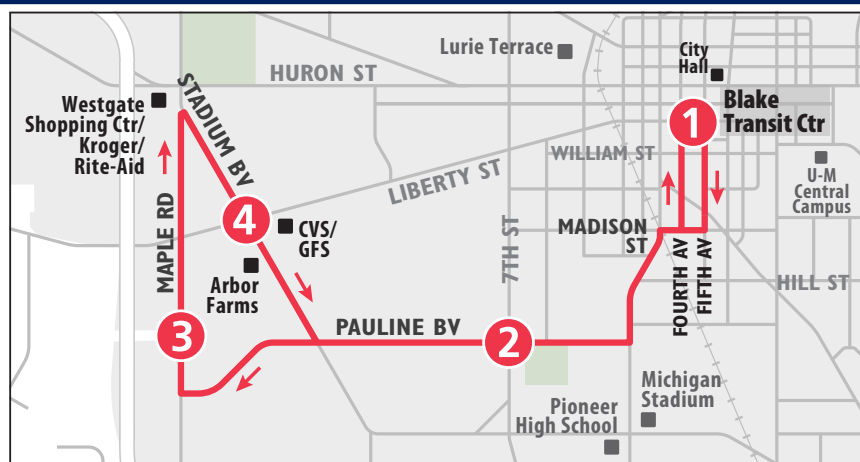 Lurie Terrace
City
Hall
HURON ST
STADIUM BV
Westgate
Shopping Ctr/
Kroger/
Rite-Aid
1
Blake
Transit Ctr
WILLIAM ST
LIBERTY ST
U-M
Central
Campus
4
CVS/
GFS
MAPLE RD
Arbor
Farms
7TH ST
MADISON
ST
FOURTH AV
FIFTH AV
HILL ST
3
PAULINE BV
2
Michigan
Stadium
Pioneer
High School